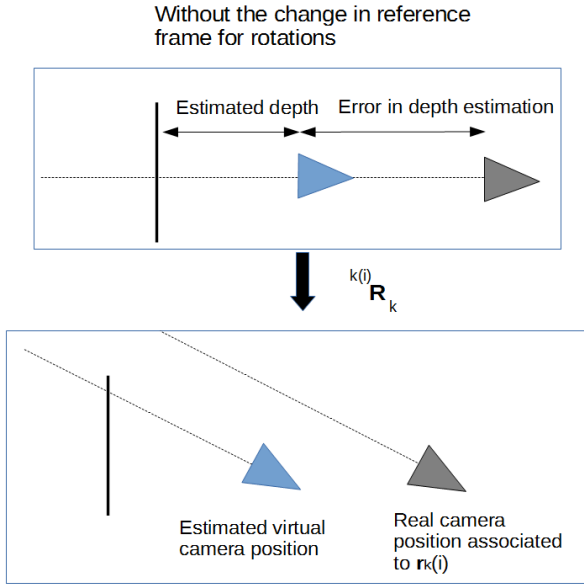 Without the change in reference
frame for rotations
Estimated depth
Error in depth estimation
k(i)
R k
Estimated virtual
camera position
Real camera
position associated
to rk(i)